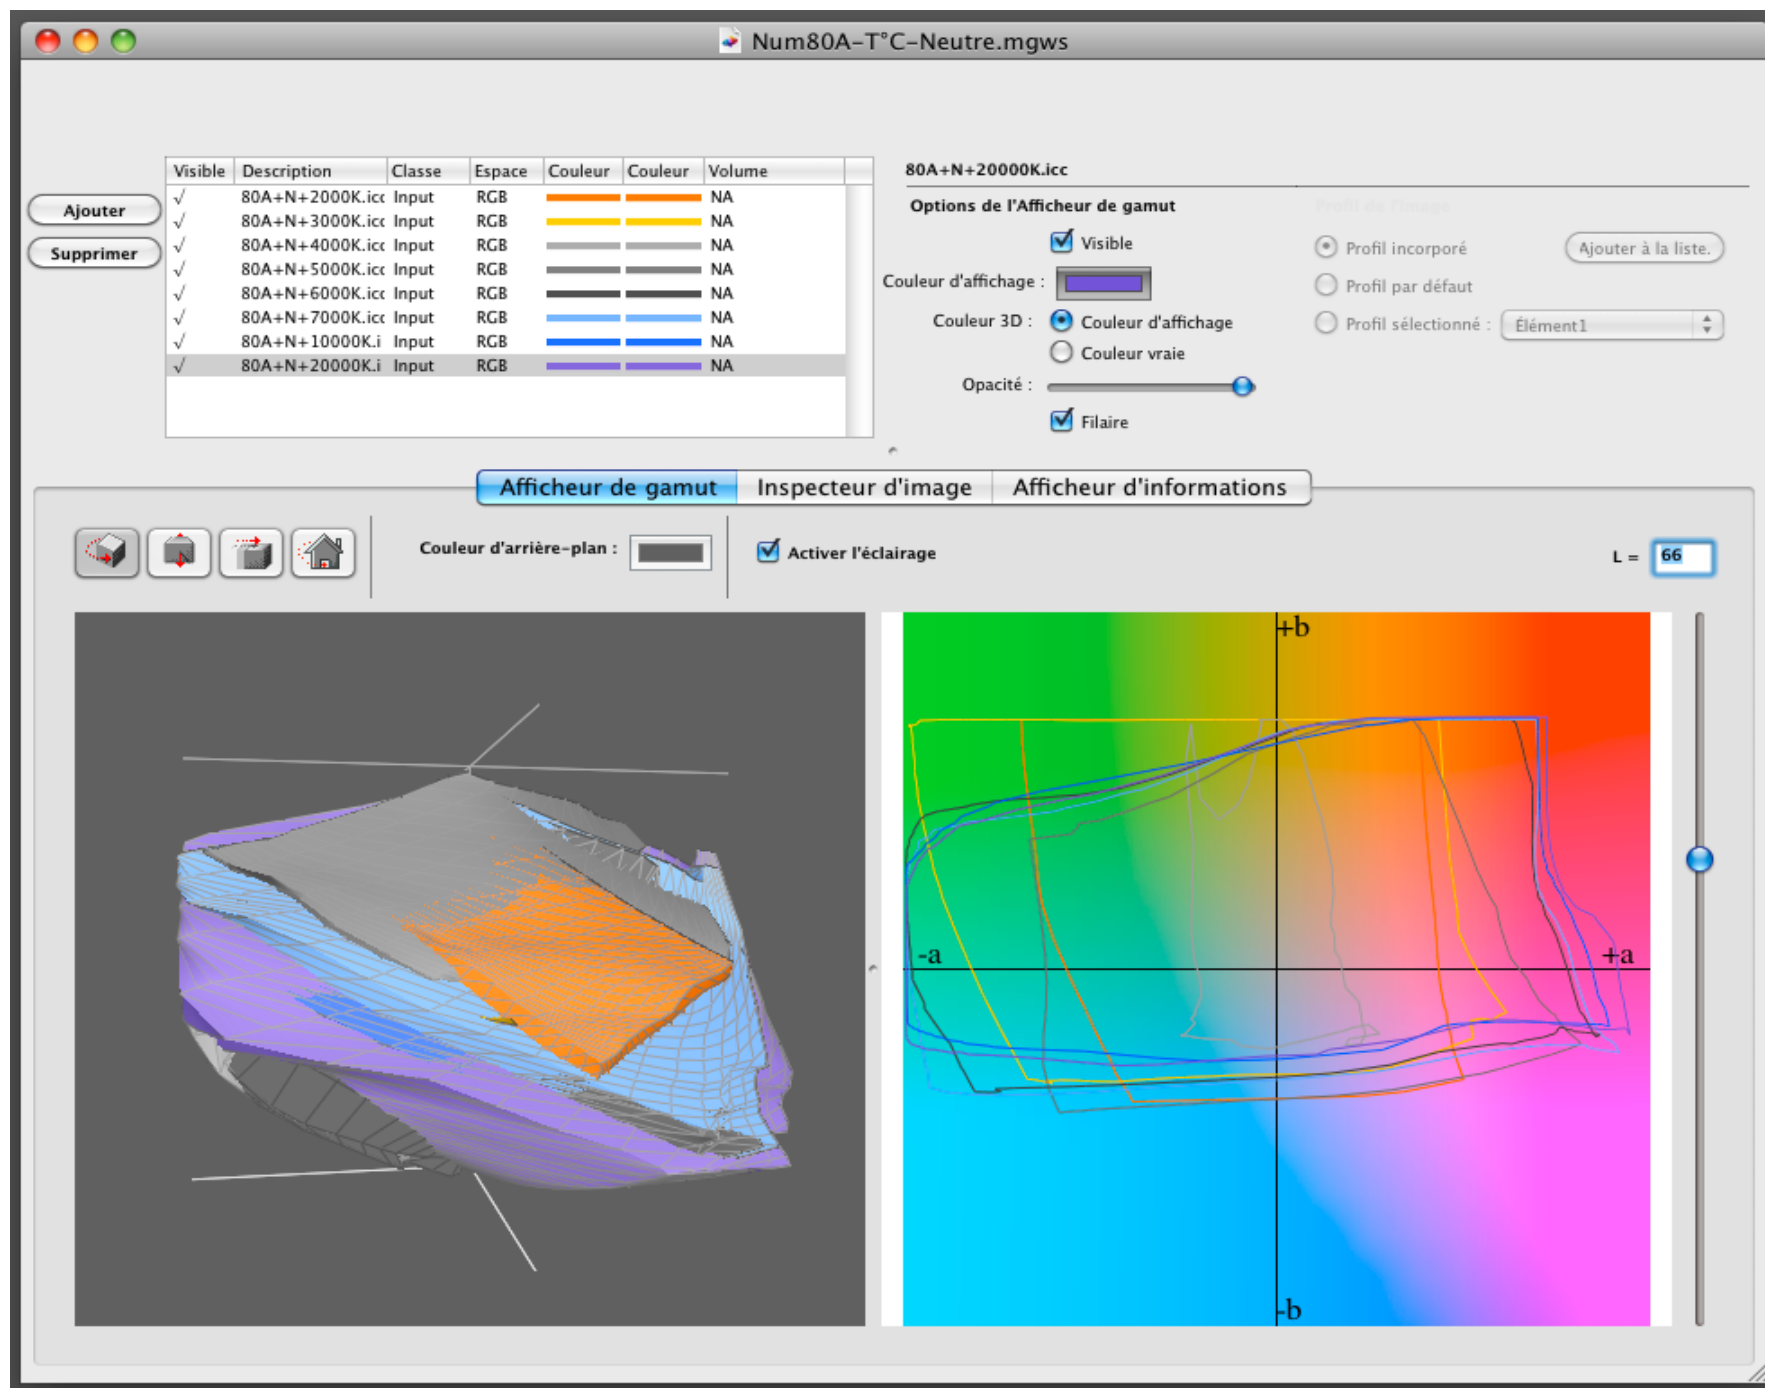 Num80A-T°C-Neutre.mgws
Ajouter
Supprimer
Visible Description Classe Espace Couleur Couleur Volume
√ 80A+N+2000K.icc Input RGB NA
√ 80A+N+3000K.icc Input RGB NA
√ 80A+N+4000K.icc Input RGB NA
√ 80A+N+5000K.icc Input RGB NA
√ 80A+N+6000K.icc Input RGB NA
√ 80A+N+7000K.icc Input RGB NA
√ 80A+N+10000K.i Input RGB NA
√ 80A+N+20000K.i Input RGB NA
80A+N+20000K.icc
Options de l'Afficheur de gamut
Visible
Couleur d'affichage :
Couleur 3D : Couleur d'affichage
Couleur vraie
Opacité :
Filaire
Profil de l'image
Profil incorporé Ajouter à la liste.
Profil par défaut
Profil sélectionné : Élément1
Afficheur de gamut Inspecteur d'image Afficheur d'informations
Couleur d'arrière-plan : Activer l'éclairage L = 66
+b
-a +a
-b